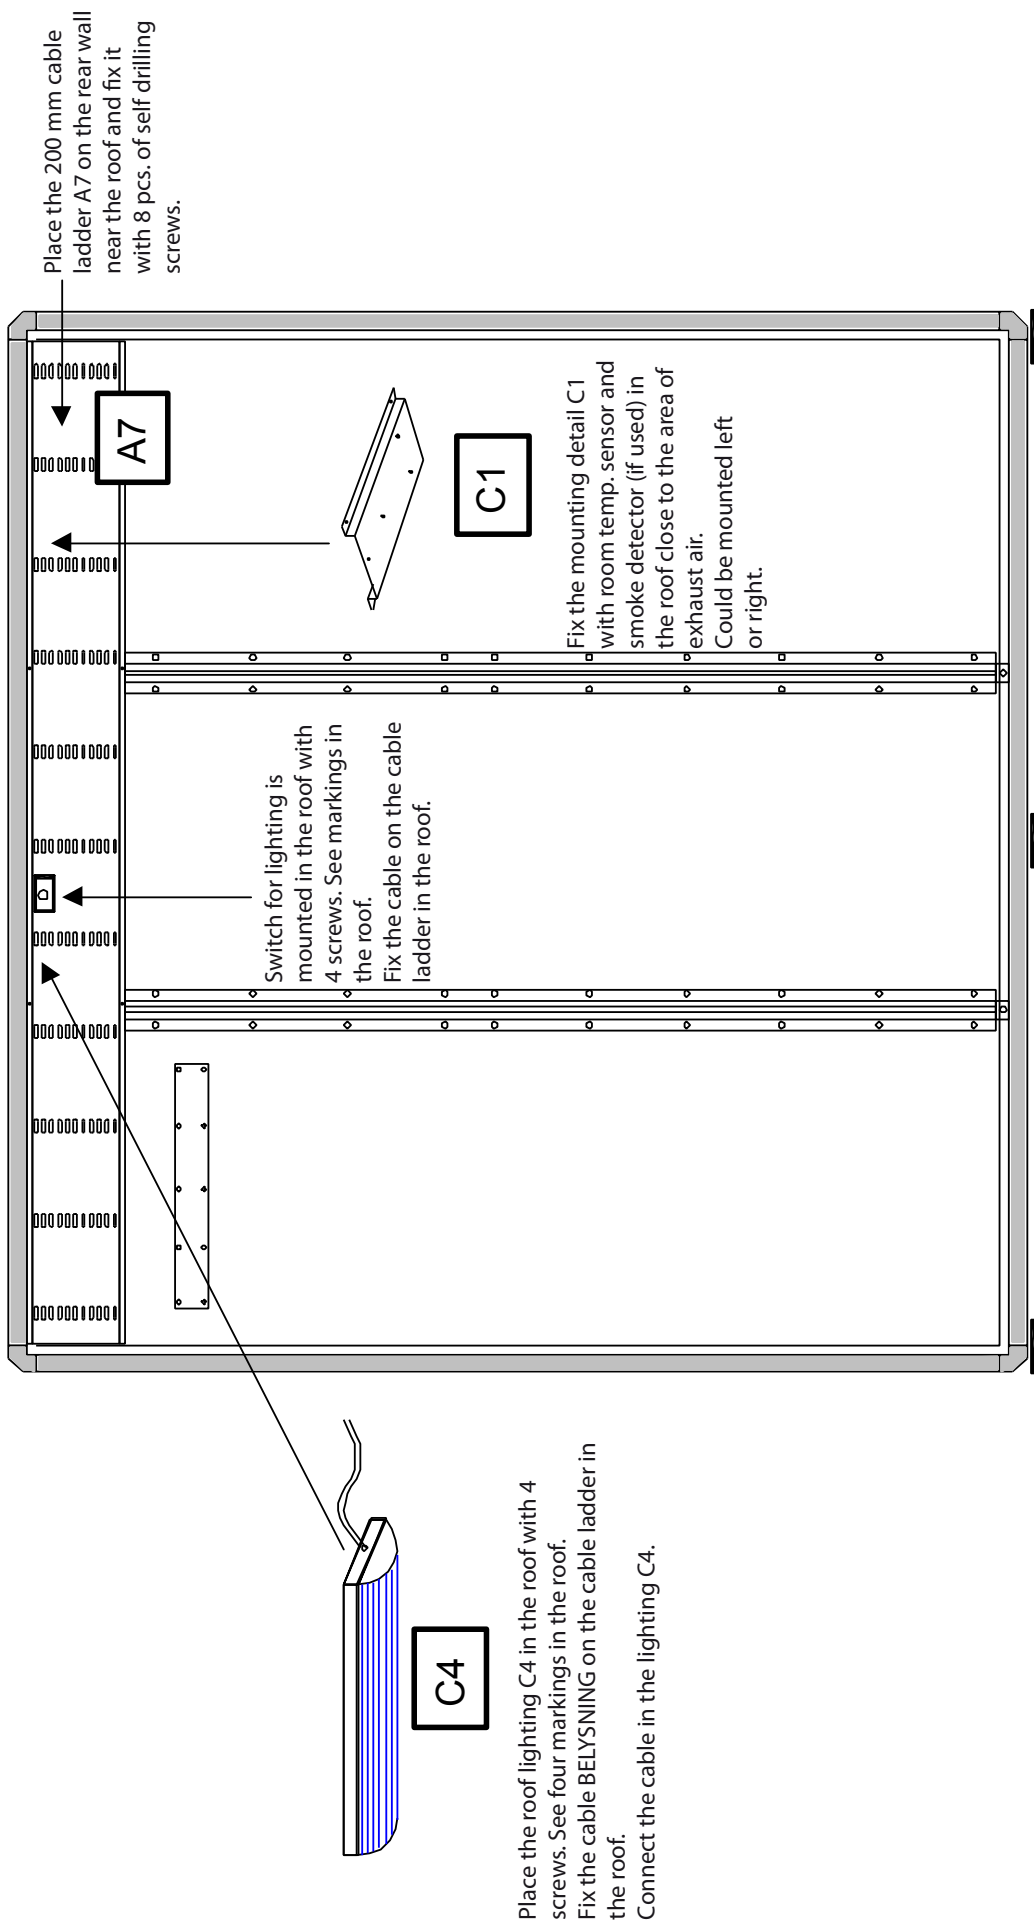 Place the 200 mm cable
ladder A7 on the rear wall
near the roof and fix it
with 8 pcs. of self drilling
screws.
A7
C1
Fix the mounting detail C1
with room temp. sensor and
smoke detector (if used) in
the roof close to the area of
exhaust air.
Could be mounted left
or right.
Switch for lighting is
mounted in the roof with
4 screws. See markings in
the roof.
Fix the cable on the cable
ladder in the roof.
C4
Place the roof lighting C4 in the roof with 4
screws. See four markings in the roof.
Fix the cable BELYSNING on the cable ladder in
the roof.
Connect the cable in the lighting C4.